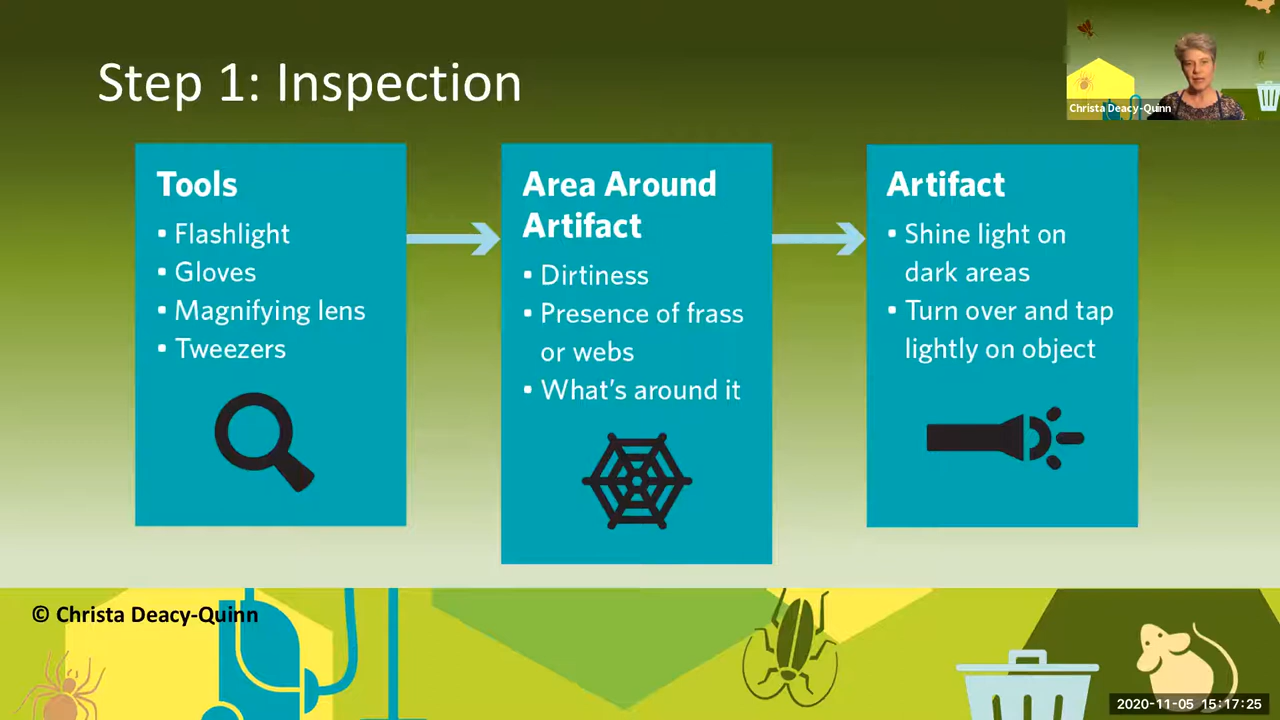 Step 1: Inspection
Christa Deacy-Quinn
Tools
▪ Flashlight
▪ Gloves
▪ Magnifying lens
▪ Tweezers
Area Around
Artifact
▪ Dirtiness
▪ Presence of frass
or webs
▪ What's around it
Artifact
▪ Shine light on
dark areas
▪ Turn over and tap
lightly on object
© Christa Deacy-Quinn
2020-11-05 15:17:25